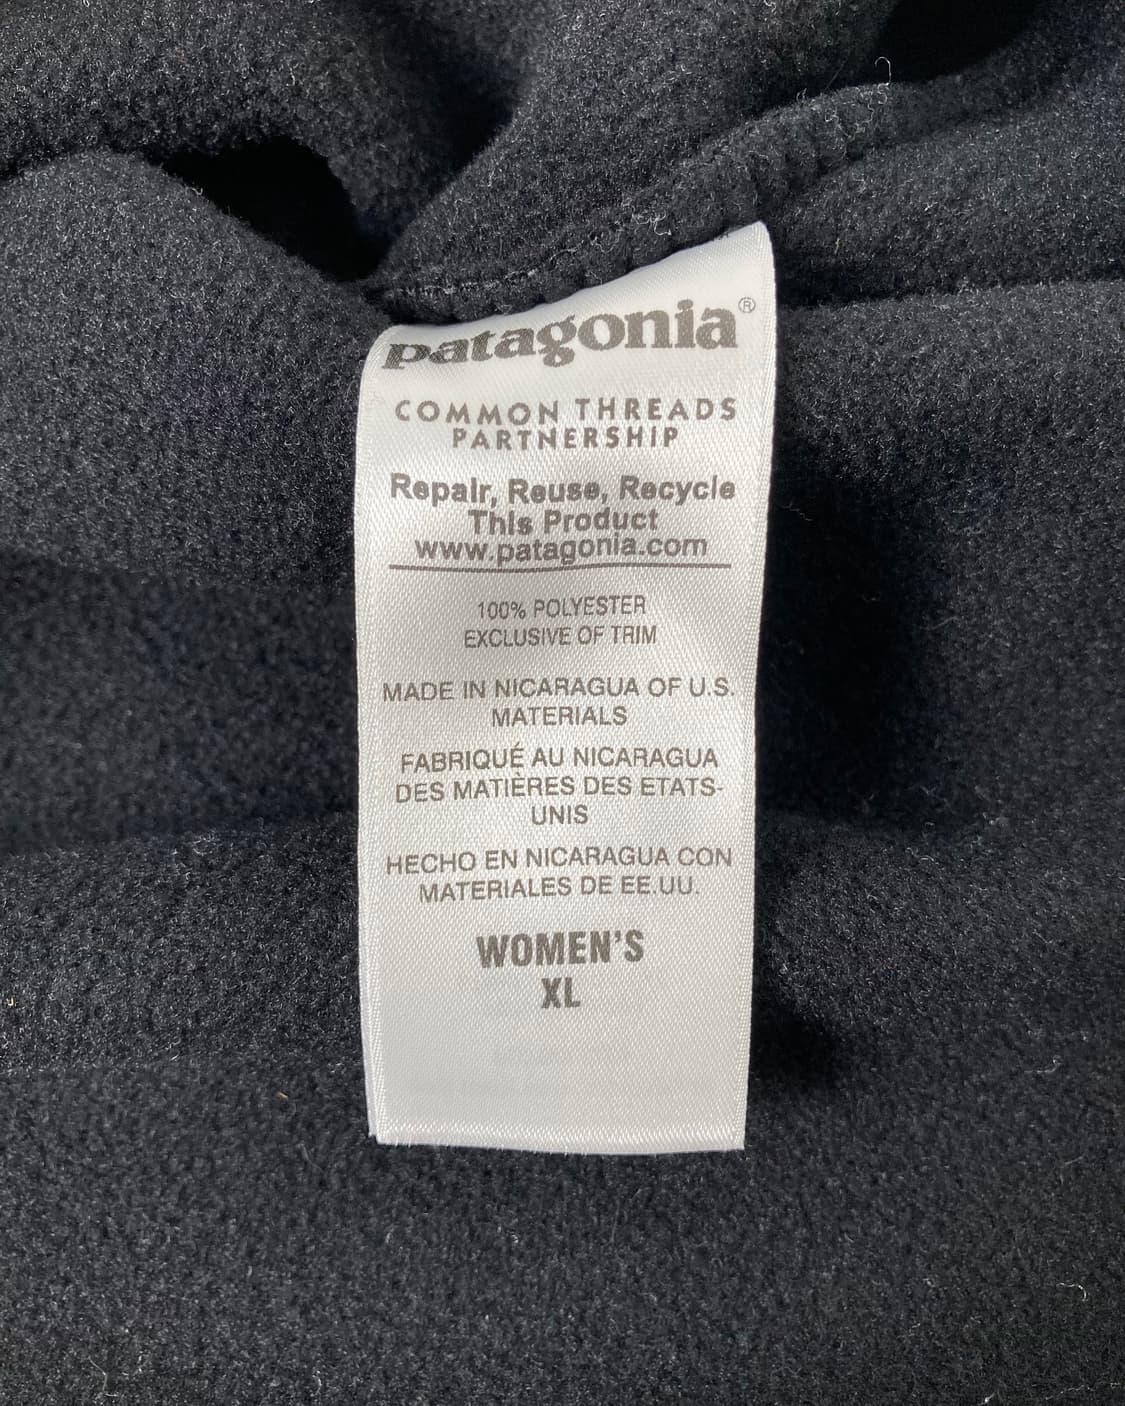 patagonia®
COMMON THREADS
PARTNERSHIP
Repair, Reuse, Recycle
This Product
www.patagonia.com
100% POLYESTER
EXCLUSIVE OF TRIM
MADE IN NICARAGUA OF U.S.
MATERIALS
FABRIQUÉ AU NICARAGUA
DES MATIÈRES DES ETATS-
UNIS
HECHO EN NICARAGUA CON
MATERIALES DE EE.UU.
WOMEN'S
XL